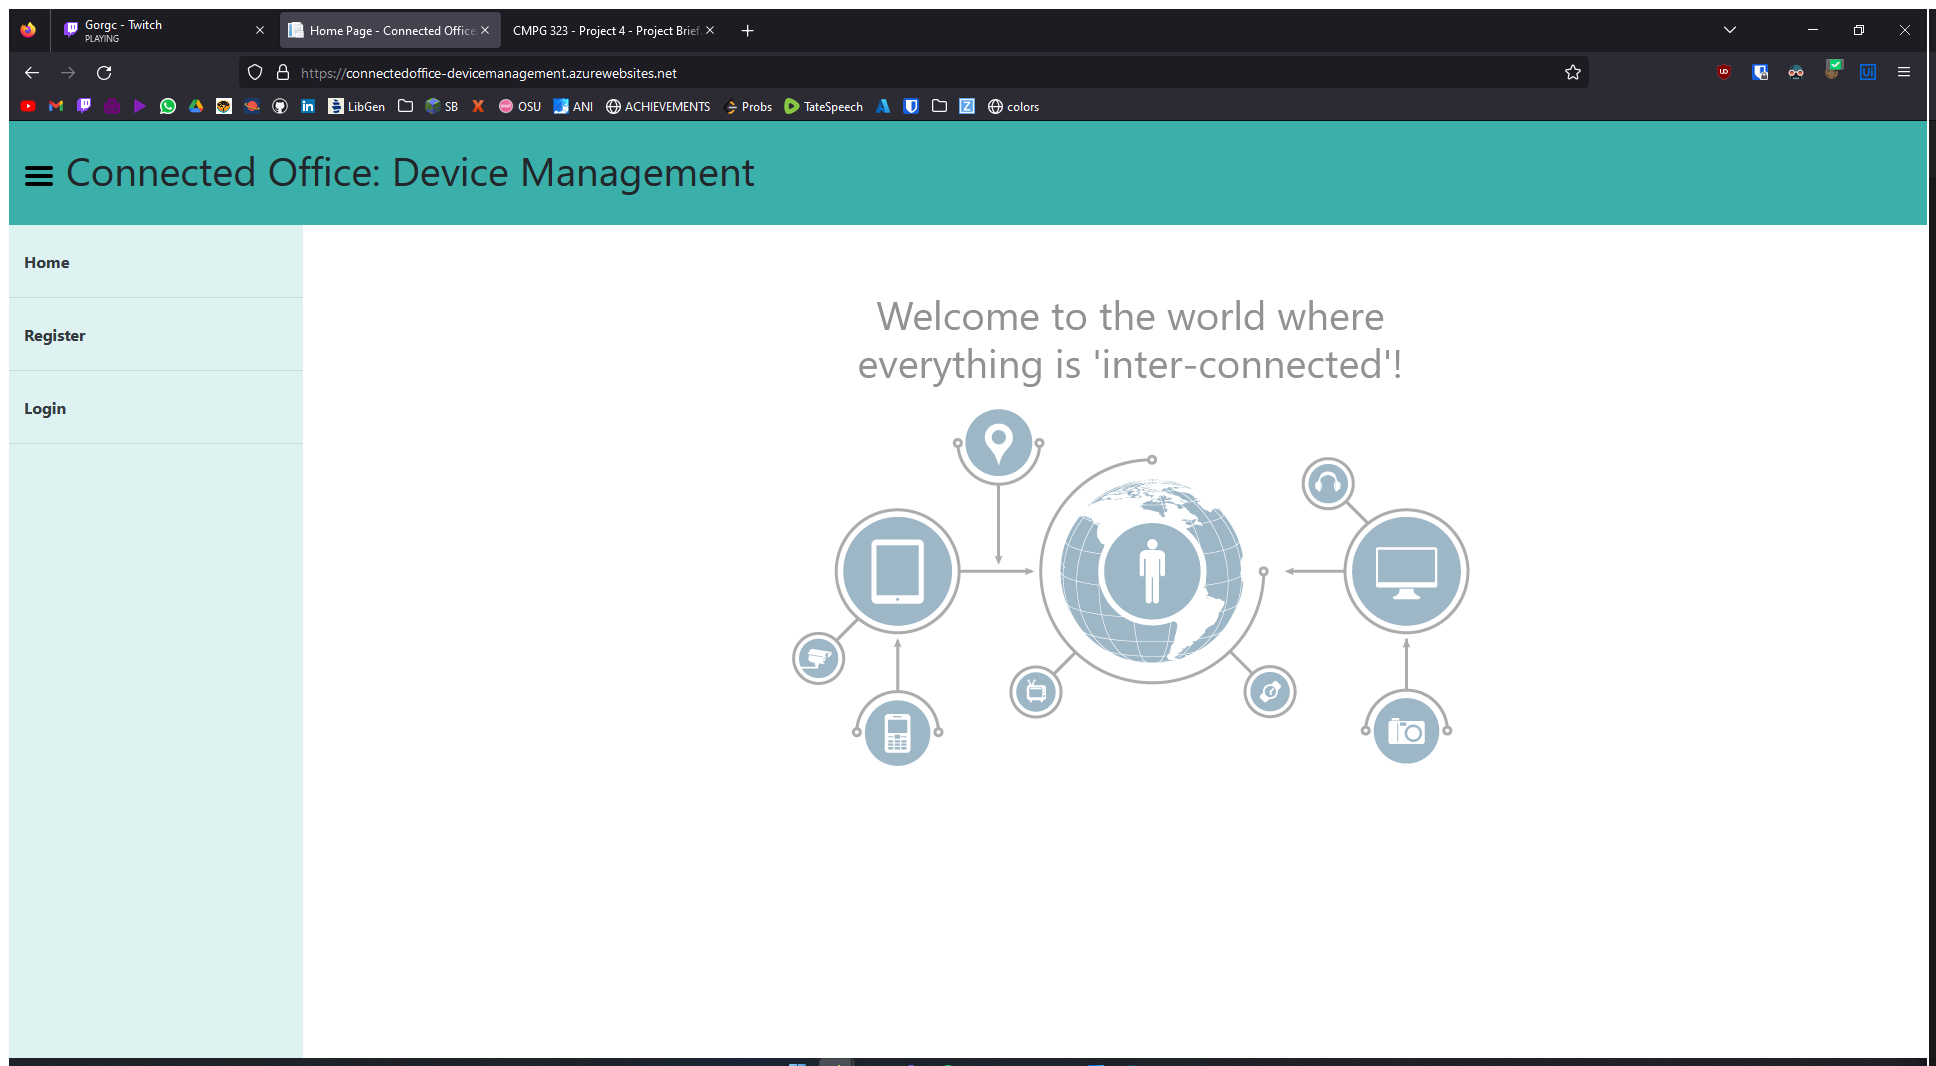 Gorgc - Twitch
PLAYING
Home Page - Connected Office
CMPG 323 - Project 4 - Project Brief
https://connectedoffice-devicemanagement.azurewebsites.net
LibGen
SB
OSU
ANI
ACHIEVEMENTS
Probs
TateSpeech
colors
Connected Office: Device Management
Home
Register
Login
Welcome to the world where
everything is 'inter-connected'!